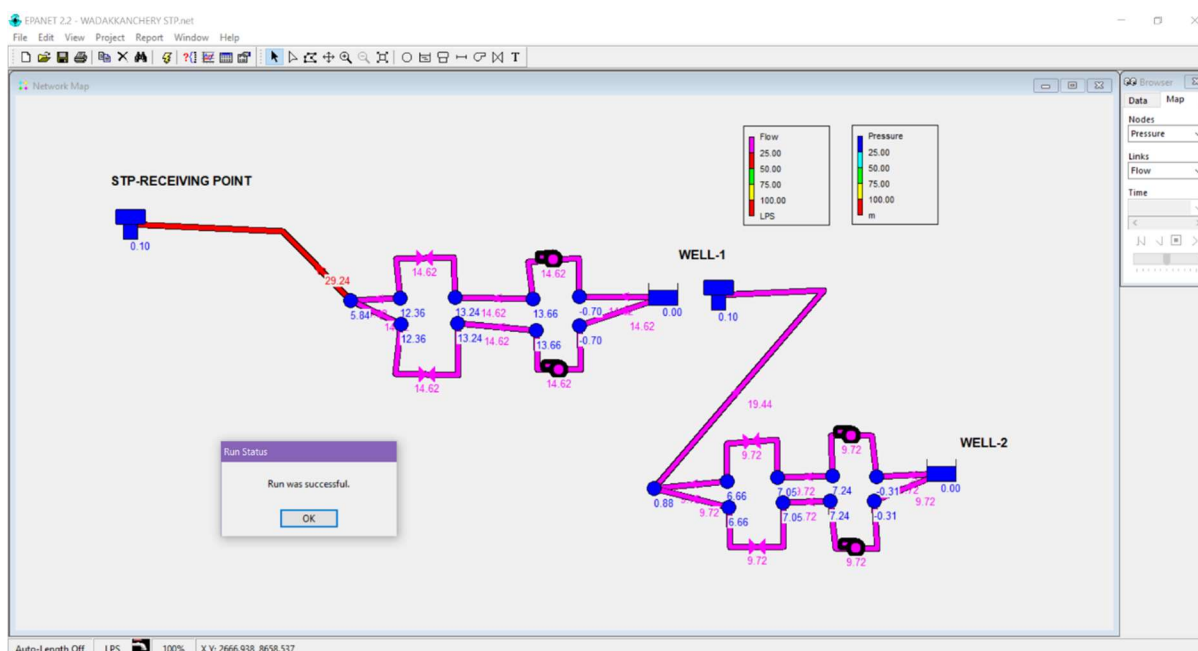 EPANET 2.2 - WADAKKANCHERY STP.net
File Edit View Project Report Window Help
T
Network Map
Browser
Data Map
Nodes
Pressure
Links
Flow
Time
Flow
25.00
50.00
75.00
100.00
LPS
Pressure
25.00
50.00
75.00
100.00
m
STP-RECEIVING POINT
0.10
29.24
5.84
14.62
12.36
12.36
14.62
13.24
13.24
14.62
14.62
13.66
13.66
14.62
14.62
-0.70
-0.70
14.62
0.00
WELL-1
0.10
19.44
WELL-2
0.88
9.72
6.66
6.66
9.72
9.72
7.05
7.05
7.24
7.24
9.72
9.72
-0.31
-0.31
9.72
0.00
Run Status
Run was successful.
OK
Auto-Length Off LPS 100% X,Y: 2666.938, 8658.537